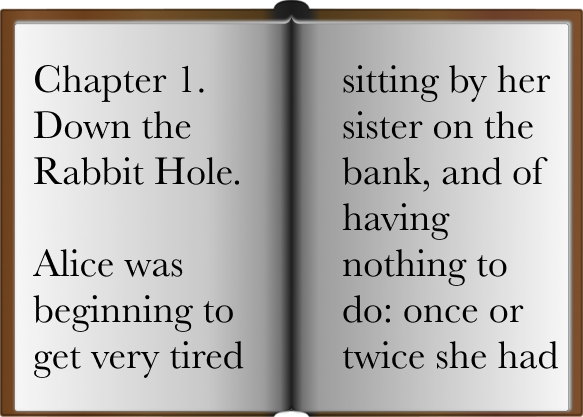 Chapter 1.
Down the
Rabbit Hole.
Alice was
beginning to
get very tired
sitting by her
sister on the
bank, and of
having
nothing to
do: once or
twice she had